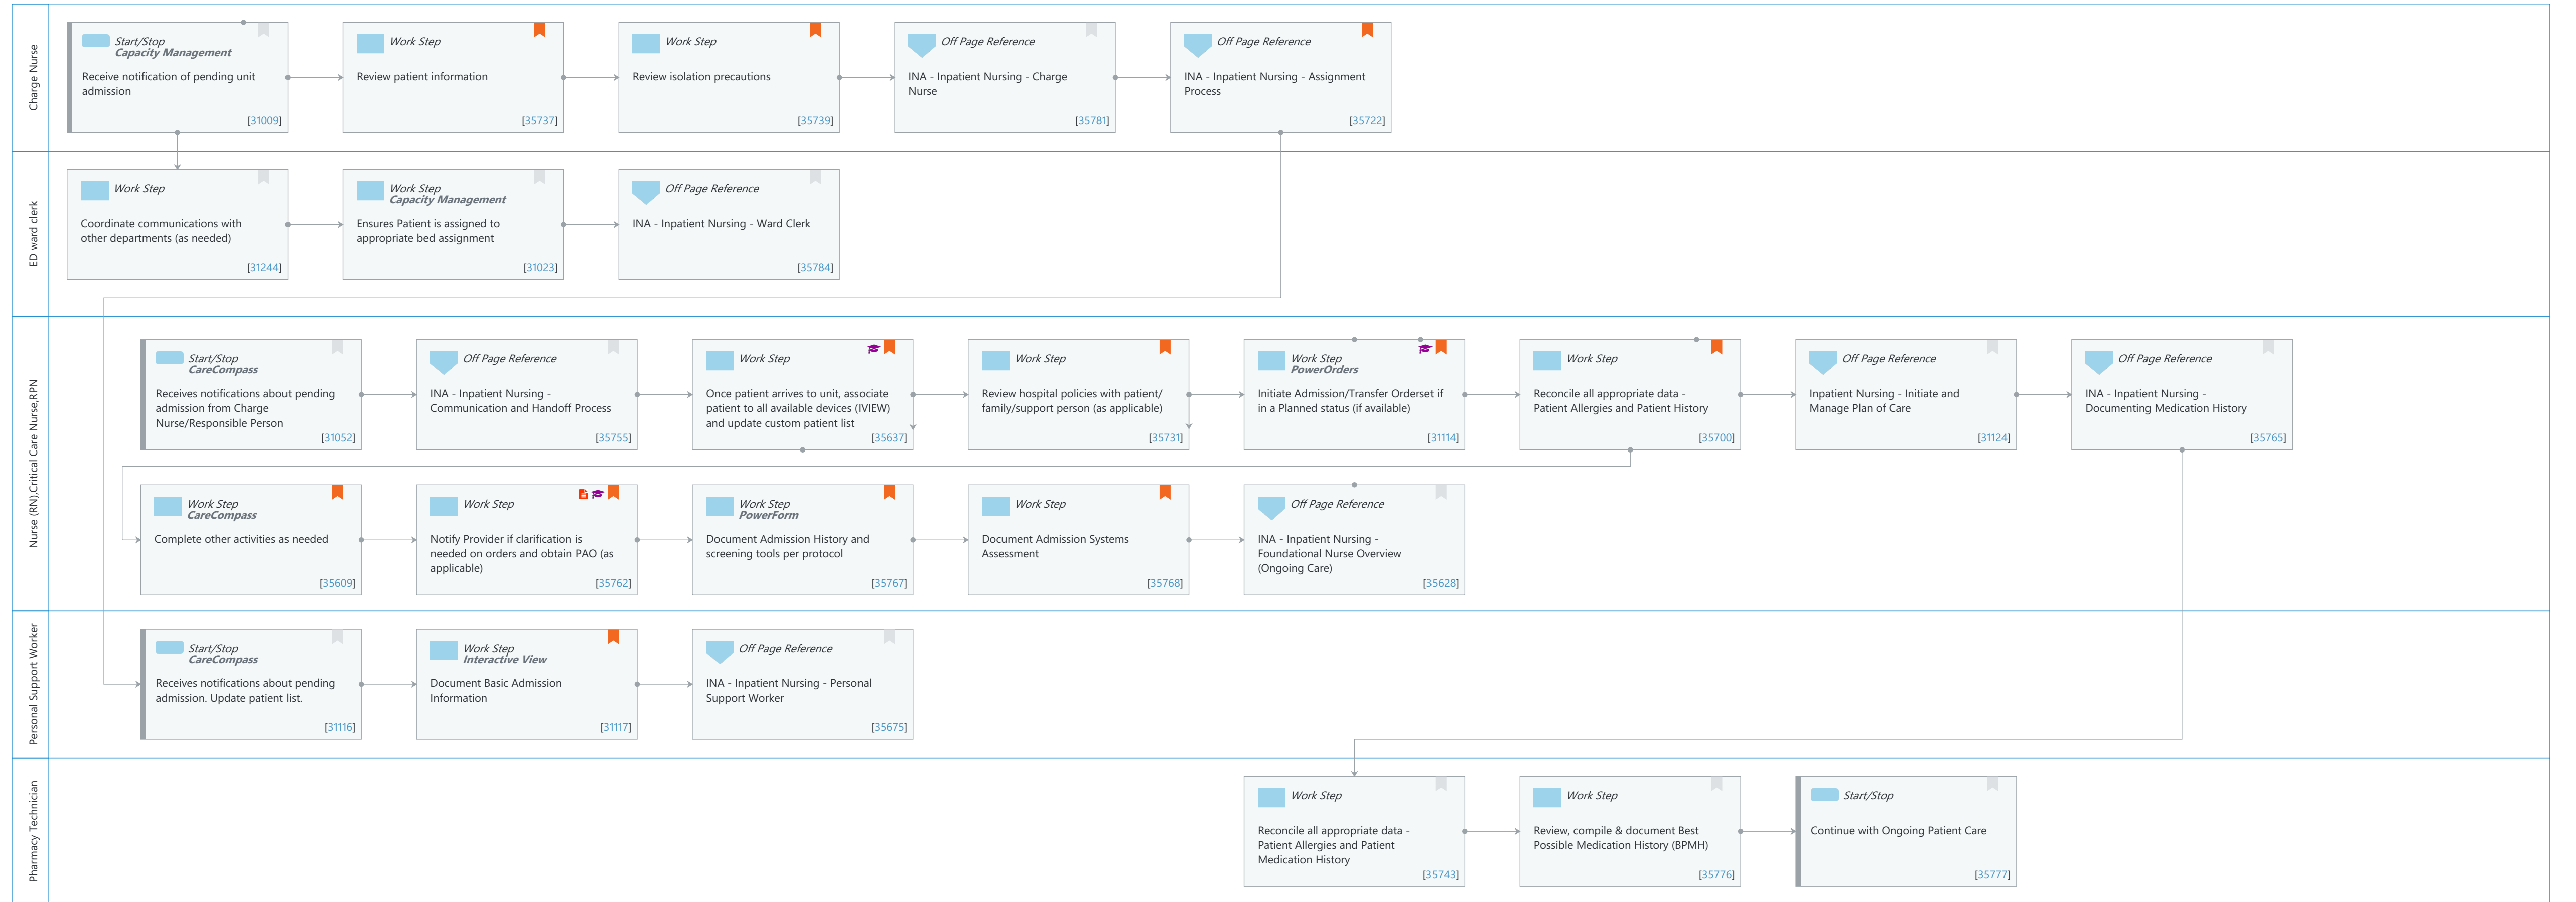 Charge Nurse
Start/Stop
Capacity Management
Receive notification of pending unit
admission
[31009]
Work Step
Review patient information
[35737]
Work Step
Review isolation precautions
[35739]
Off Page Reference
INA - Inpatient Nursing - Charge
Nurse
[35781]
Off Page Reference
INA - Inpatient Nursing - Assignment
Process
[35722]
ED ward clerk
Work Step
Coordinate communications with
other departments (as needed)
[31244]
Work Step
Capacity Management
Ensures Patient is assigned to
appropriate bed assignment
[31023]
Off Page Reference
INA - Inpatient Nursing - Ward Clerk
[35784]
Nurse (RN),Critical Care Nurse,RPN
Start/Stop
CareCompass
Receives notifications about pending
admission from Charge
Nurse/Responsible Person
[31052]
Off Page Reference
INA - Inpatient Nursing -
Communication and Handoff Process
[35755]
Work Step
Once patient arrives to unit, associate
patient to all available devices (IVIEW)
and update custom patient list
[35637]
Work Step
Review hospital policies with patient/
family/support person (as applicable)
[35731]
Work Step
PowerOrders
Initiate Admission/Transfer Orderset if
in a Planned status (if available)
[31114]
Work Step
Reconcile all appropriate data -
Patient Allergies and Patient History
[35700]
Off Page Reference
Inpatient Nursing - Initiate and
Manage Plan of Care
[31124]
Off Page Reference
INA - Inpatient Nursing -
Documenting Medication History
[35765]
Work Step
CareCompass
Complete other activities as needed
[35609]
Work Step
Notify Provider if clarification is
needed on orders and obtain PAO (as
applicable)
[35762]
Work Step
PowerForm
Document Admission History and
screening tools per protocol
[35767]
Work Step
Document Admission Systems
Assessment
[35768]
Off Page Reference
INA - Inpatient Nursing -
Foundational Nurse Overview
(Ongoing Care)
[35628]
Personal Support Worker
Start/Stop
CareCompass
Receives notifications about pending
admission. Update patient list.
[31116]
Work Step
Interactive View
Document Basic Admission
Information
[31117]
Off Page Reference
INA - Inpatient Nursing - Personal
Support Worker
[35675]
Pharmacy Technician
Work Step
Reconcile all appropriate data -
Patient Allergies and Patient
Medication History
[35743]
Work Step
Review, compile & document Best
Possible Medication History (BPMH)
[35776]
Start/Stop
Continue with Ongoing Patient Care
[35777]